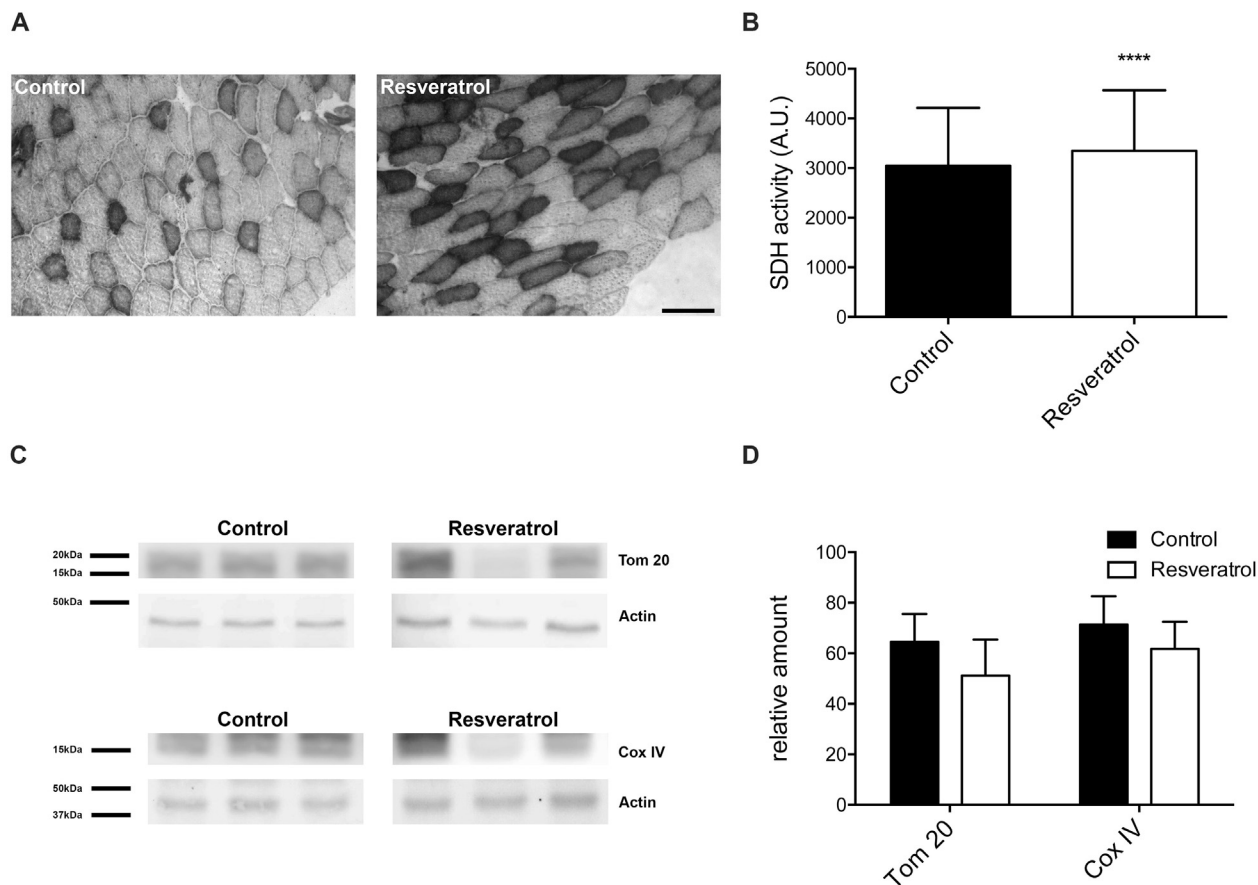 A
Control
Resveratrol
B
****
SDH activity (A.U.)
5000
4000
3000
2000
1000
0
Control
Resveratrol
C
Control
Resveratrol
20kDa
15kDa
Tom 20
50kDa
Actin
Control
Resveratrol
15kDa
Cox IV
50kDa
37kDa
Actin
D
Control
Resveratrol
relative amount
100
80
60
40
20
0
Tom 20
Cox IV